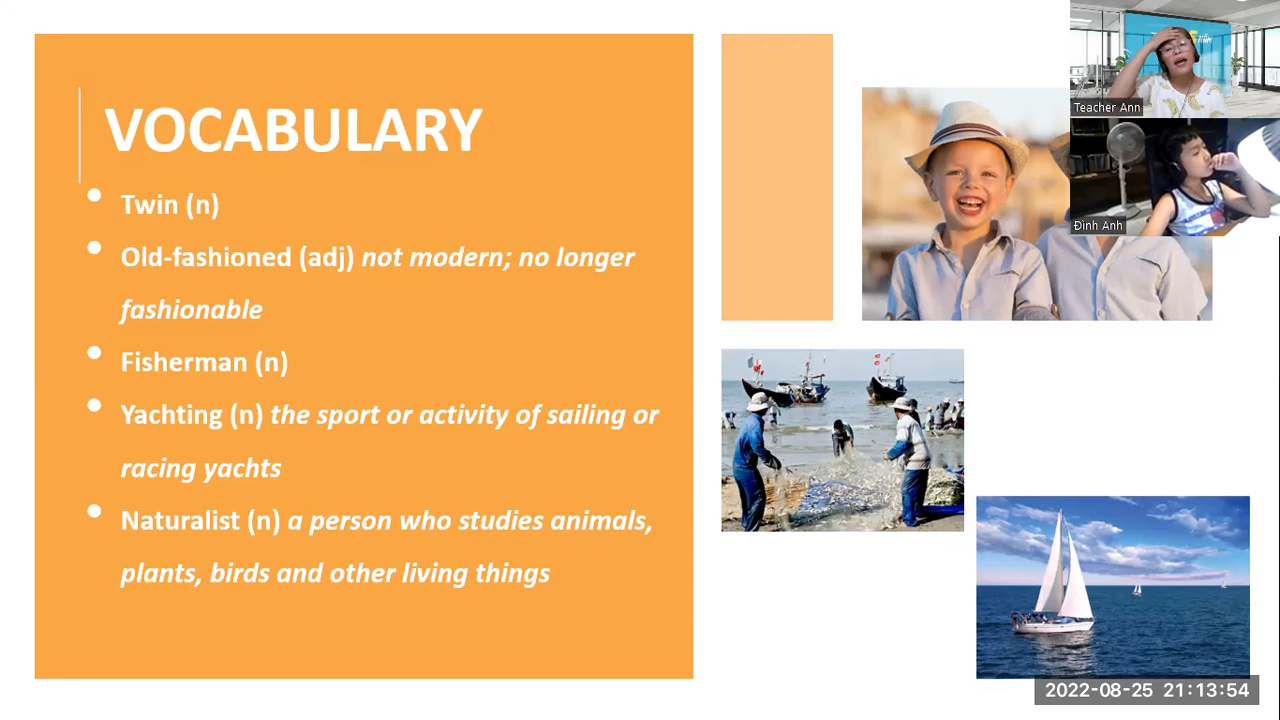 VOCABULARY
Twin (n)
Old-fashioned (adj) not modern; no longer
fashionable
Fisherman (n)
Yachting (n) the sport or activity of sailing or
racing yachts
Naturalist (n) a person who studies animals,
plants, birds and other living things
Teacher Ann
Đình Anh
2022-08-25 21:13:54